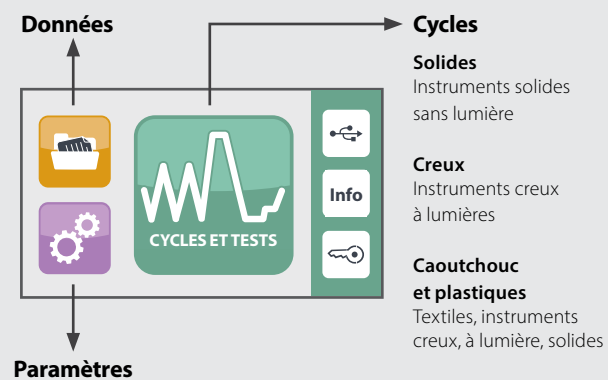 Données
Cycles
Solides
Instruments solides
sans lumière
Creux
Instruments creux
à lumières
Caoutchouc
et plastiques
Textiles, instruments
creux, à lumière, solides
CYCLES ET TESTS
Info
Paramètres